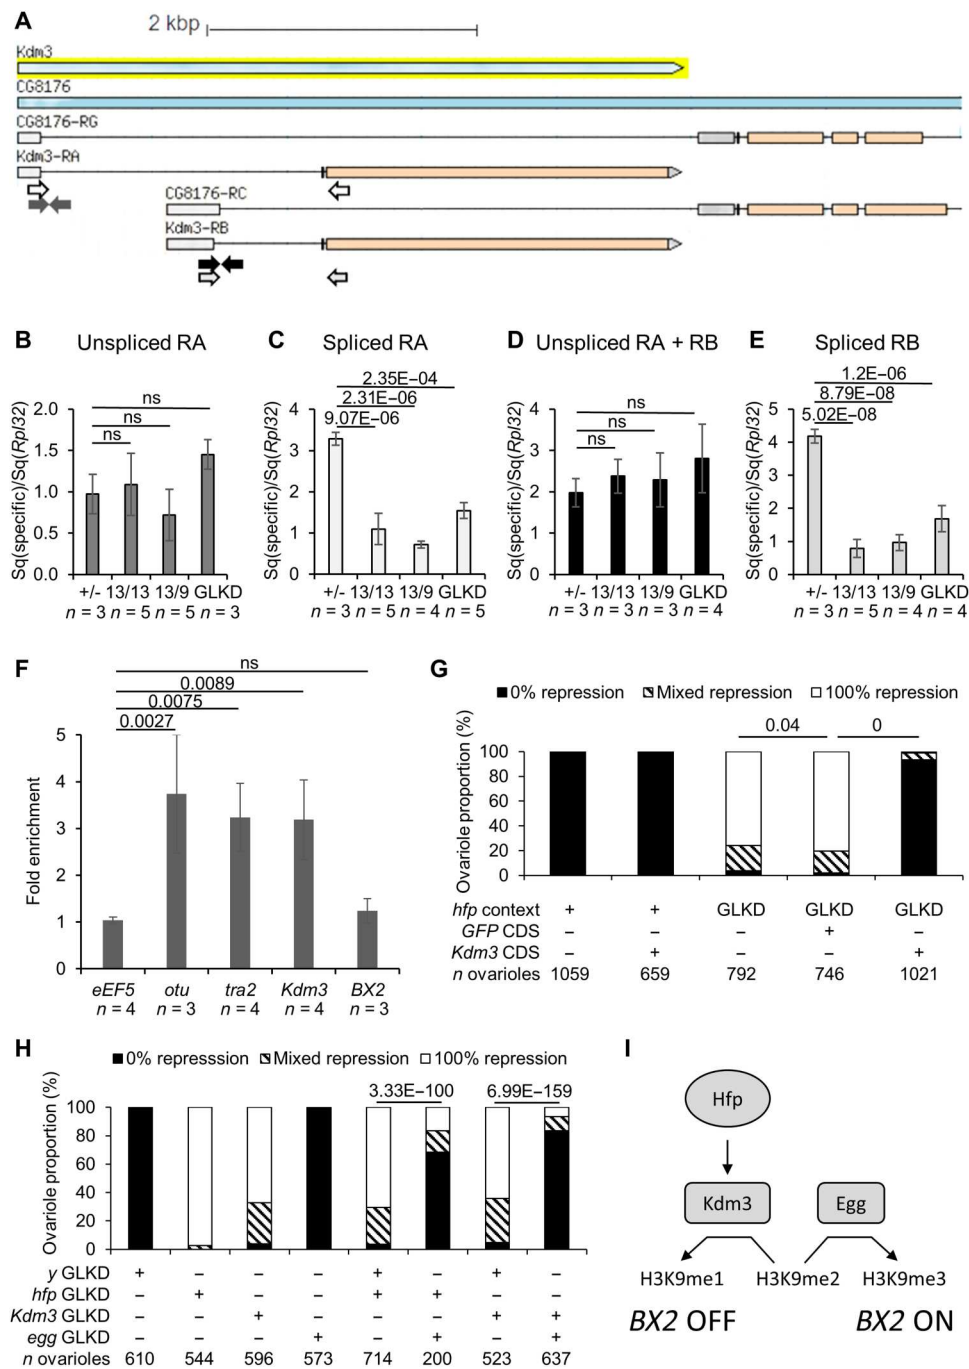 A
2 kbp
Kdm3
CG8176
CG8176-RG
Kdm3-RA
CG8176-RC
Kdm3-RB
B Unspliced RA
ns
ns
ns
2.0
1.5
1.0
0.5
0.0
Sq(specific)/Sq(Rpl32)
+/- 13/13 13/9 GLKD
n = 3 n = 5 n = 5 n = 3
C Spliced RA
2.35E−04
2.31E−06
9.07E−06
4
3
2
1
0
Sq(specific)/Sq(Rpl32)
+/- 13/13 13/9 GLKD
n = 3 n = 5 n = 4 n = 5
D Unspliced RA + RB
ns
ns
ns
4
3
2
1
0
Sq(specific)/Sq(Rpl32)
+/- 13/13 13/9 GLKD
n = 3 n = 3 n = 3 n = 4
E Spliced RB
1.2E−06
8.79E−08
5.02E−08
5
4
3
2
1
0
Sq(specific)/Sq(Rpl32)
+/- 13/13 13/9 GLKD
n = 3 n = 5 n = 4 n = 4
F
ns
0.0089
0.0075
0.0027
5
4
3
2
1
0
Fold enrichment
eEF5 otu tra2 Kdm3 BX2
n = 4 n = 3 n = 4 n = 4 n = 3
G
0% repression Mixed repression 100% repression
0.04 0
100
80
60
40
20
0
Ovariole proportion (%)
hfp context + + GLKD GLKD GLKD
GFP CDS − − − + −
Kdm3 CDS − + − − +
n ovarioles 1059 659 792 746 1021
H
0% represssion Mixed repression 100% repression
3.33E−100 6.99E−159
100
80
60
40
20
0
Ovariole proportion (%)
y GLKD + − − − + − + −
hfp GLKD − + − − + + − −
Kdm3 GLKD − − + − − − + +
egg GLKD − − − + − + − +
n ovarioles 610 544 596 573 714 200 523 637
I
Hfp
Kdm3 Egg
H3K9me1 H3K9me2 H3K9me3
BX2 OFF BX2 ON